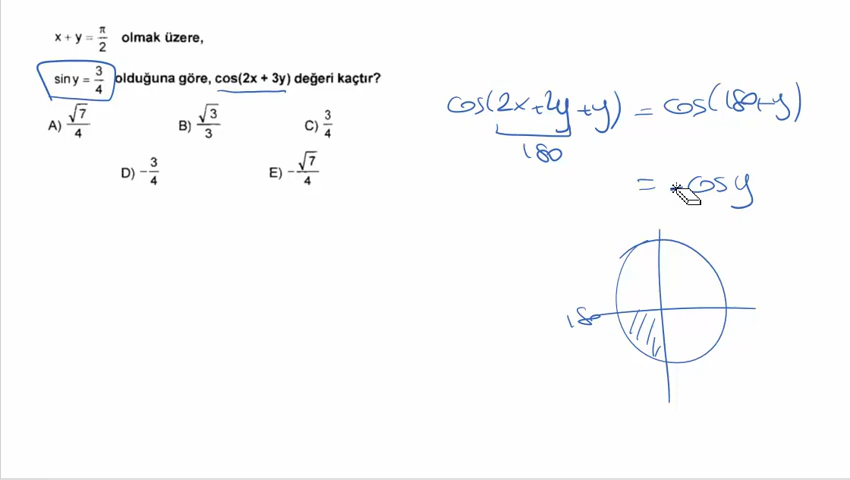 x + y = π/2 olmak üzere,
sin y = 3/4 olduğuna göre, cos(2x + 3y) değeri kaçtır?
A) √7/4 B) √3/3 C) 3/4
D) -3/4 E) -√7/4
cos(2x+2y+y) = cos(180+y)
180
= -cos y
180